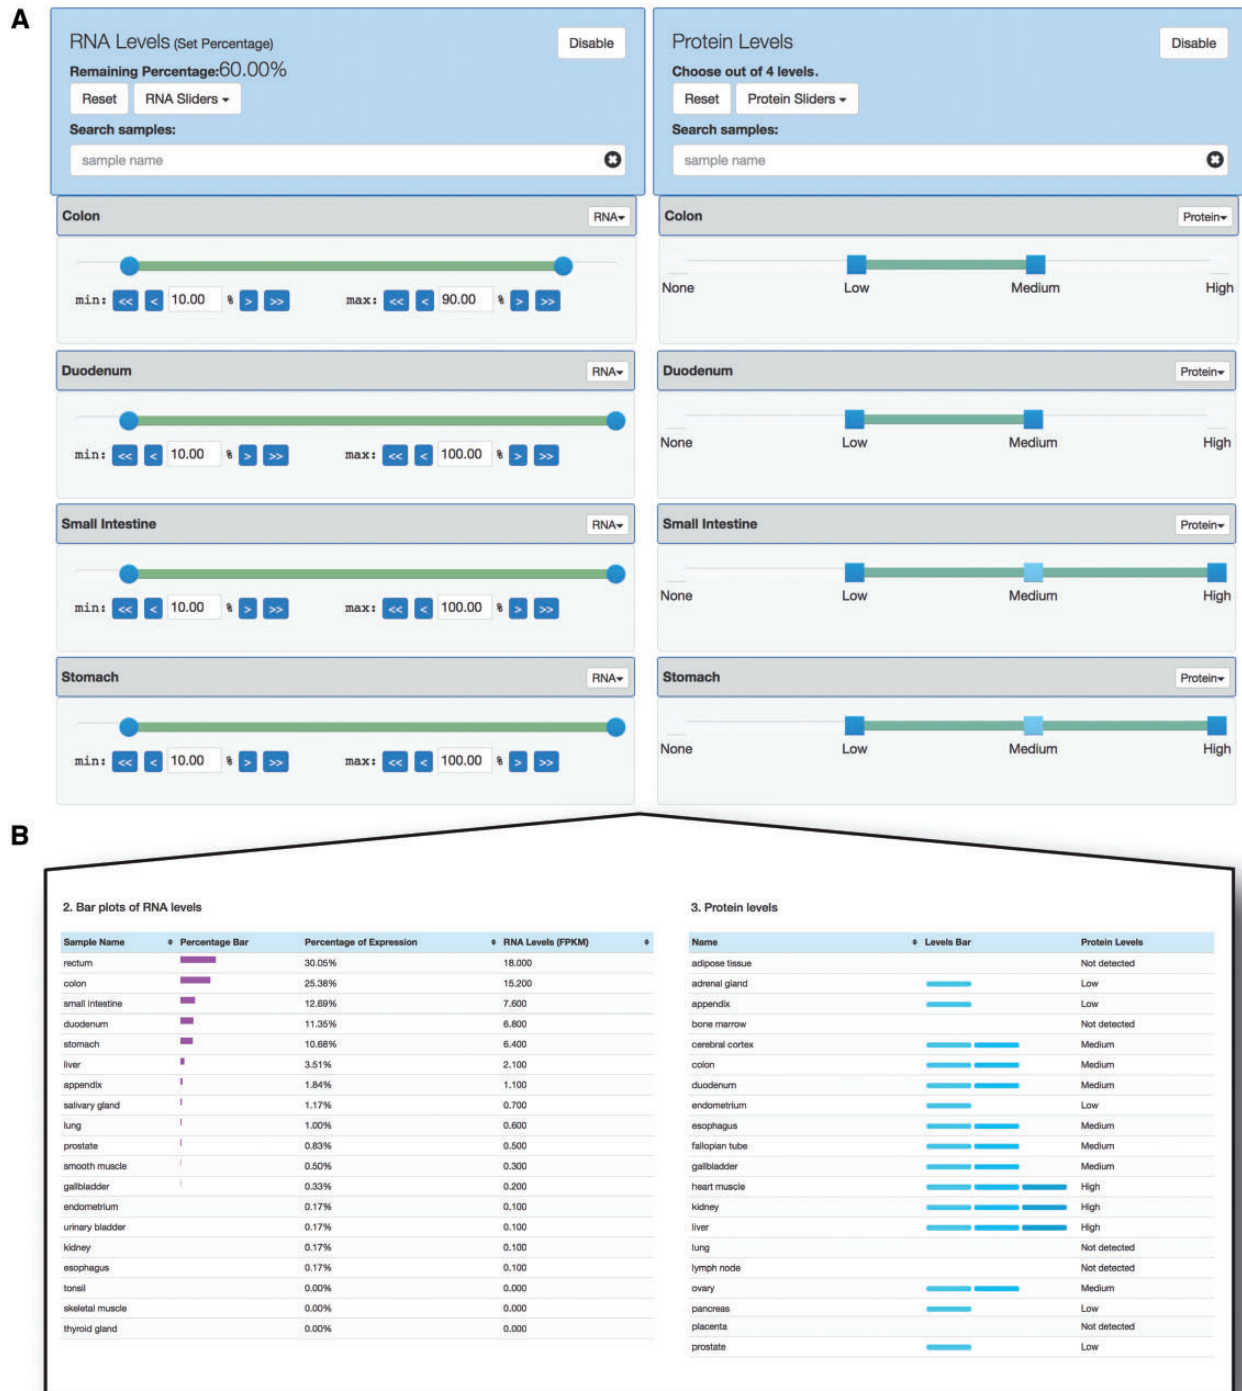 A
RNA Levels (Set Percentage) Disable
Remaining Percentage:60.00%
Reset RNA Sliders
Search samples:
sample name
Protein Levels Disable
Choose out of 4 levels.
Reset Protein Sliders
Search samples:
sample name
Colon RNA
min: << < 10.00 % > >> max: << < 90.00 % > >>
Colon Protein
None Low Medium High
Duodenum RNA
min: << < 10.00 % > >> max: << < 100.00 % > >>
Duodenum Protein
None Low Medium High
Small Intestine RNA
min: << < 10.00 % > >> max: << < 100.00 % > >>
Small Intestine Protein
None Low Medium High
Stomach RNA
min: << < 10.00 % > >> max: << < 100.00 % > >>
Stomach Protein
None Low Medium High
B
2. Bar plots of RNA levels
Sample Name Percentage Bar Percentage of Expression RNA Levels (FPKM)
rectum 30.05% 18.000
colon 25.38% 15.200
small intestine 12.69% 7.600
duodenum 11.35% 6.800
stomach 10.68% 6.400
liver 3.51% 2.100
appendix 1.84% 1.100
salivary gland 1.17% 0.700
lung 1.00% 0.600
prostate 0.83% 0.500
smooth muscle 0.50% 0.300
gallbladder 0.33% 0.200
endometrium 0.17% 0.100
urinary bladder 0.17% 0.100
kidney 0.17% 0.100
esophagus 0.17% 0.100
tonsil 0.00% 0.000
skeletal muscle 0.00% 0.000
thyroid gland 0.00% 0.000
3. Protein levels
Name Levels Bar Protein Levels
adipose tissue Not detected
adrenal gland Low
appendix Low
bone marrow Not detected
cerebral cortex Medium
colon Medium
duodenum Medium
endometrium Low
esophagus Medium
fallopian tube Medium
gallbladder Medium
heart muscle High
kidney High
liver High
lung Not detected
lymph node Not detected
ovary Medium
pancreas Low
placenta Not detected
prostate Low